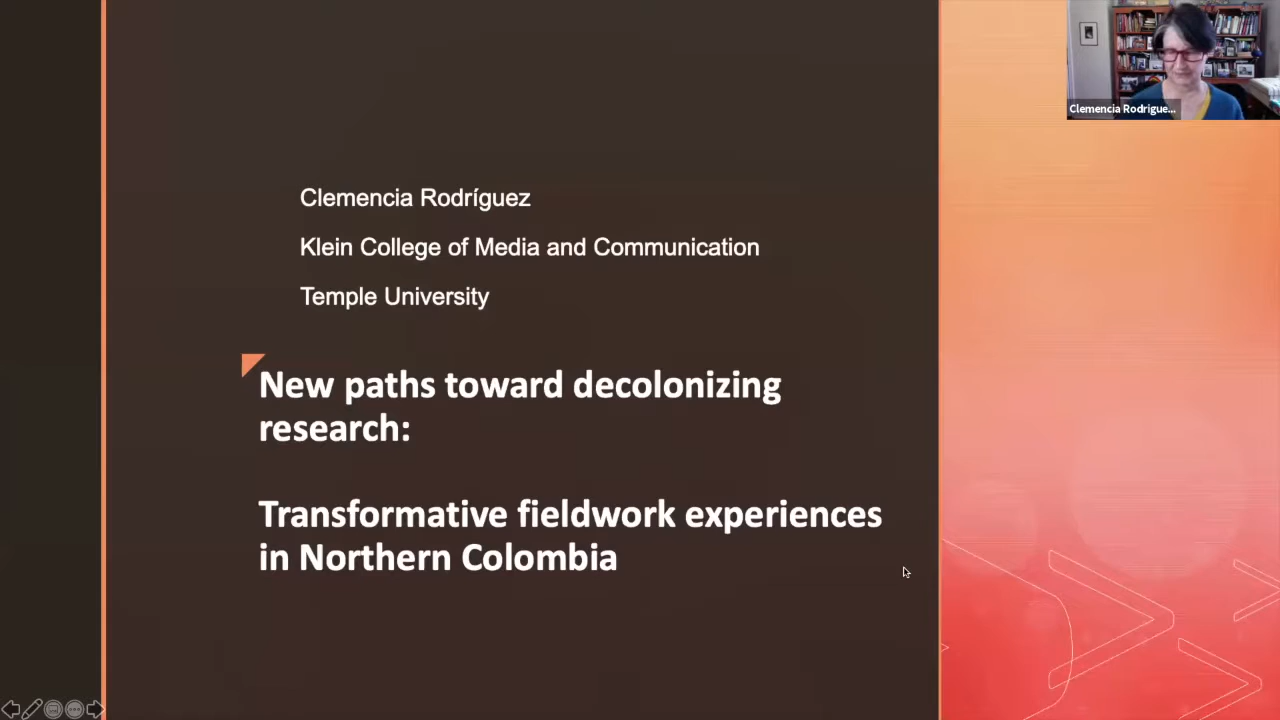 Clemencia Rodrigue...
Clemencia Rodríguez
Klein College of Media and Communication
Temple University
New paths toward decolonizing
research:
Transformative fieldwork experiences
in Northern Colombia